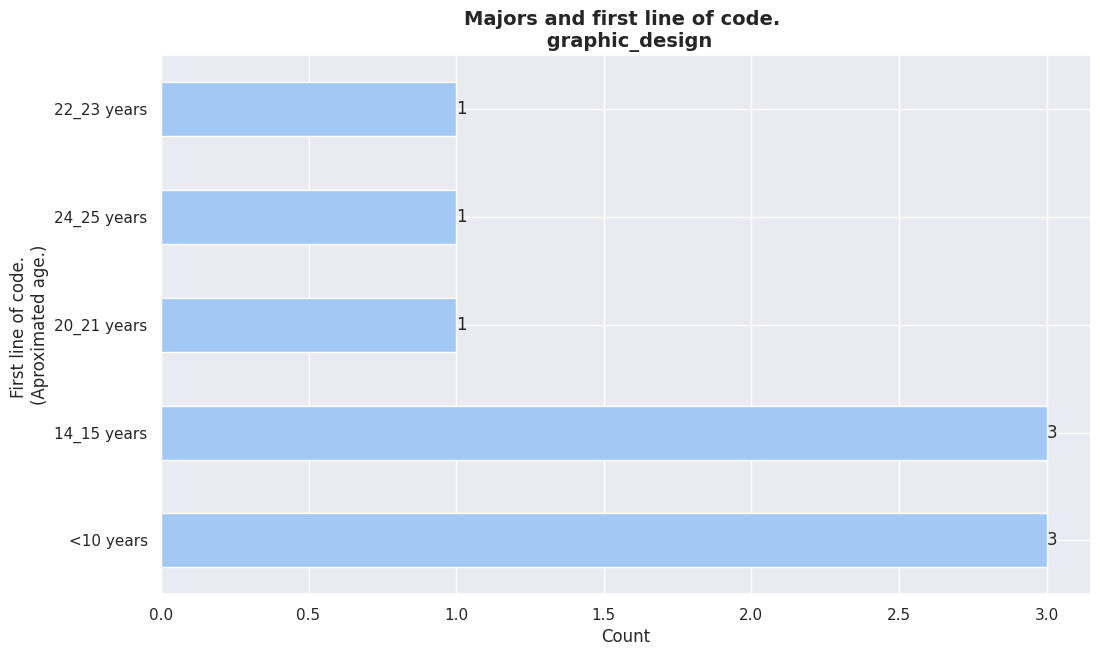 Majors and first line of code.
graphic_design
22_23 years
1
24_25 years
1
20_21 years
1
14_15 years
3
<10 years
3
First line of code.
(Aproximated age.)
0.0 0.5 1.0 1.5 2.0 2.5 3.0
Count